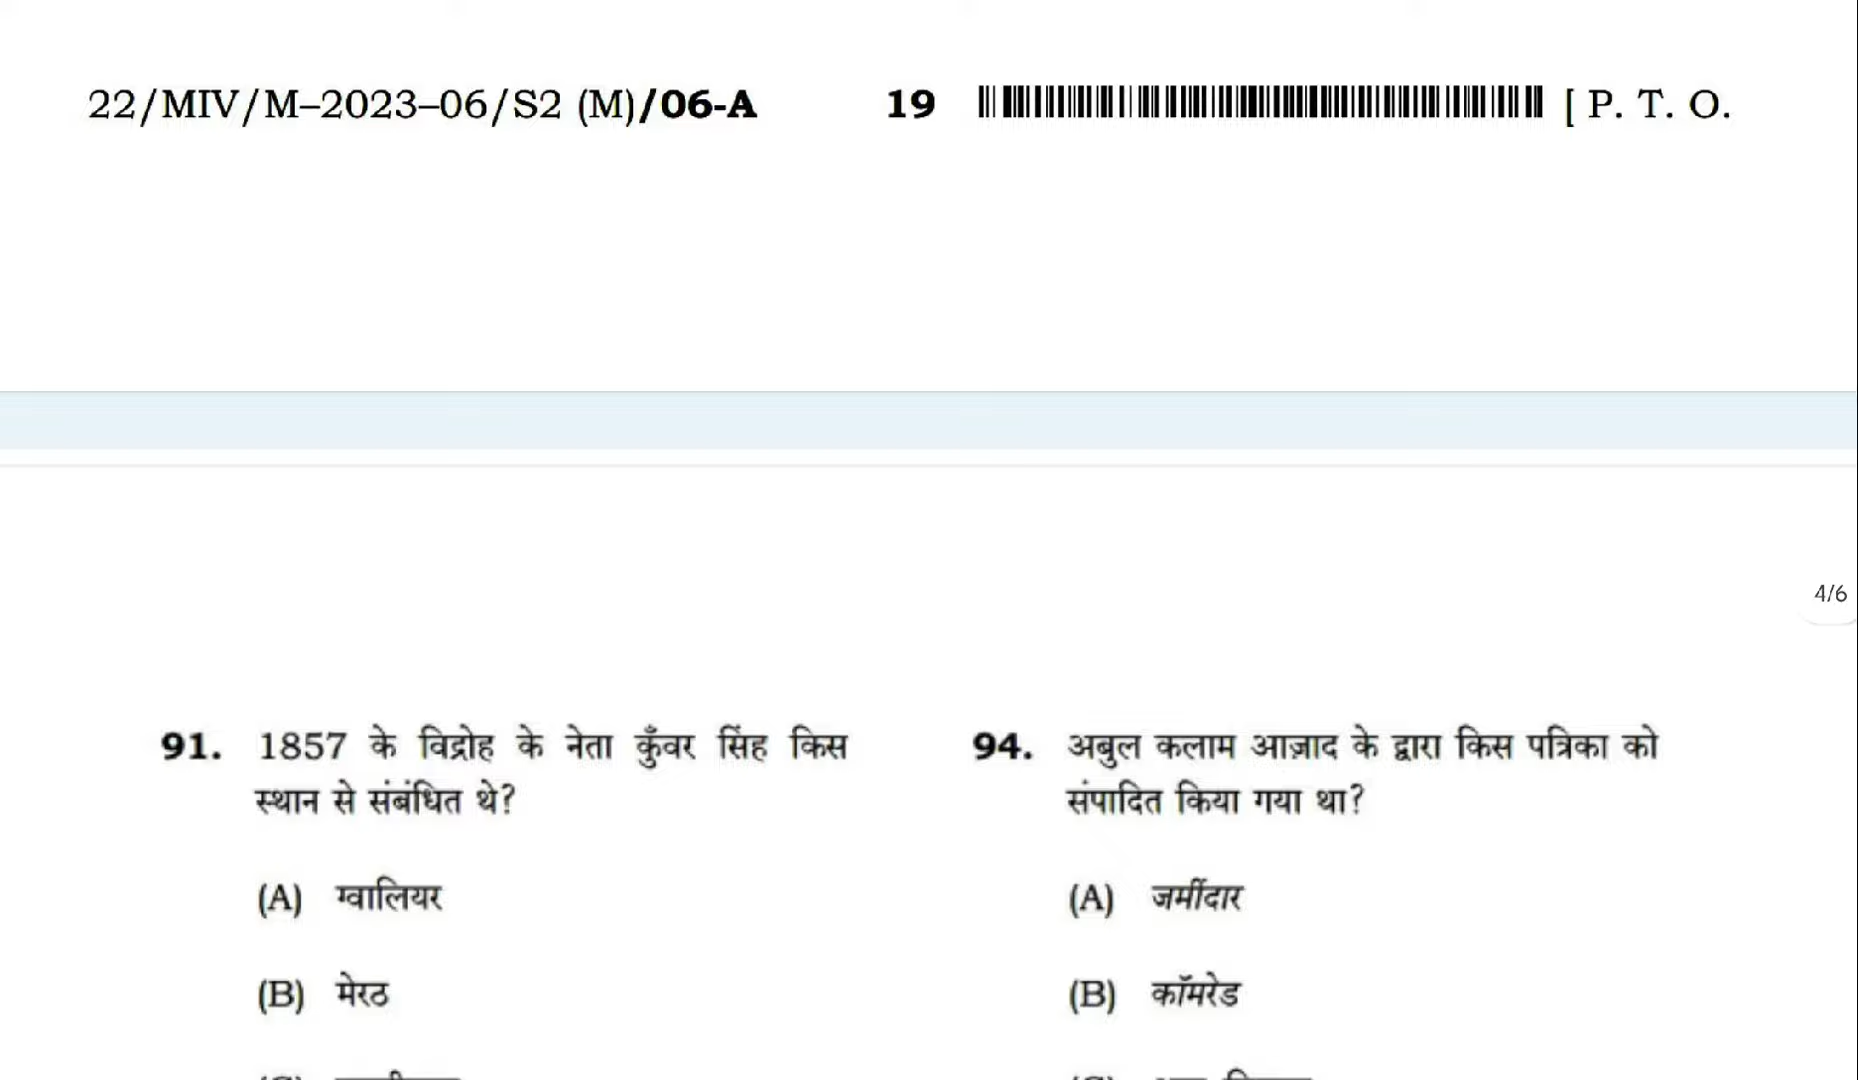 22/MIV/M–2023–06/S2 (M)/06-A 19 [ P. T. O.
4/6
91. 1857 के विद्रोह के नेता कुँवर सिंह किस
स्थान से संबंधित थे?
(A) ग्वालियर
(B) मेरठ
94. अबुल कलाम आज़ाद के द्वारा किस पत्रिका को
संपादित किया गया था?
(A) जमींदार
(B) कॉमरेड